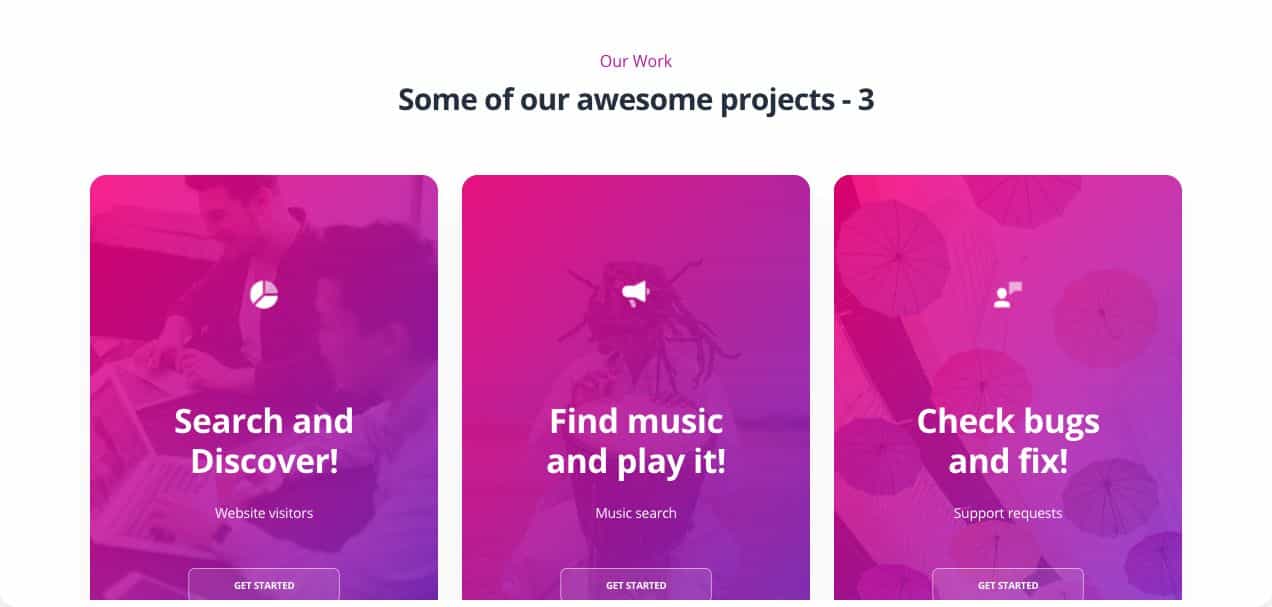 Our Work
Some of our awesome projects - 3
Search and
Discover!
Website visitors
GET STARTED
Find music
and play it!
Music search
GET STARTED
Check bugs
and fix!
Support requests
GET STARTED